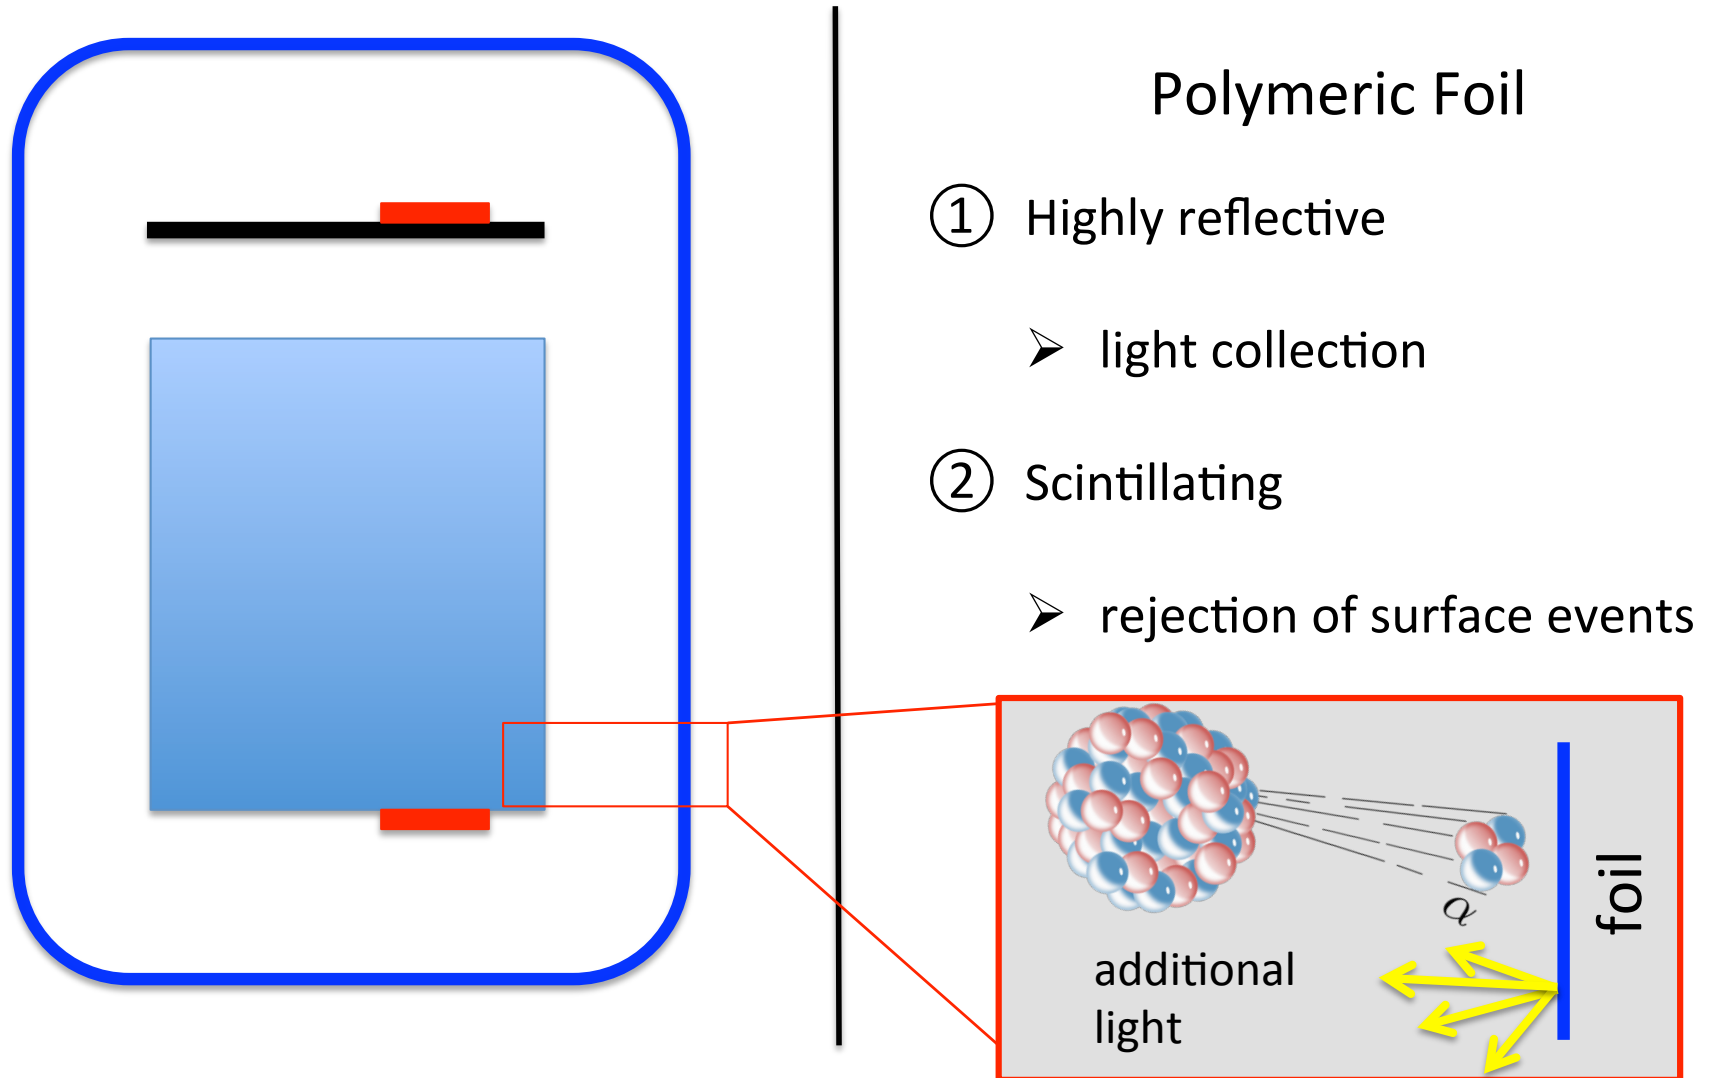 Polymeric Foil
① Highly reflective
➢ light collection
② Scintillating
➢ rejection of surface events
α
foil
additional
light